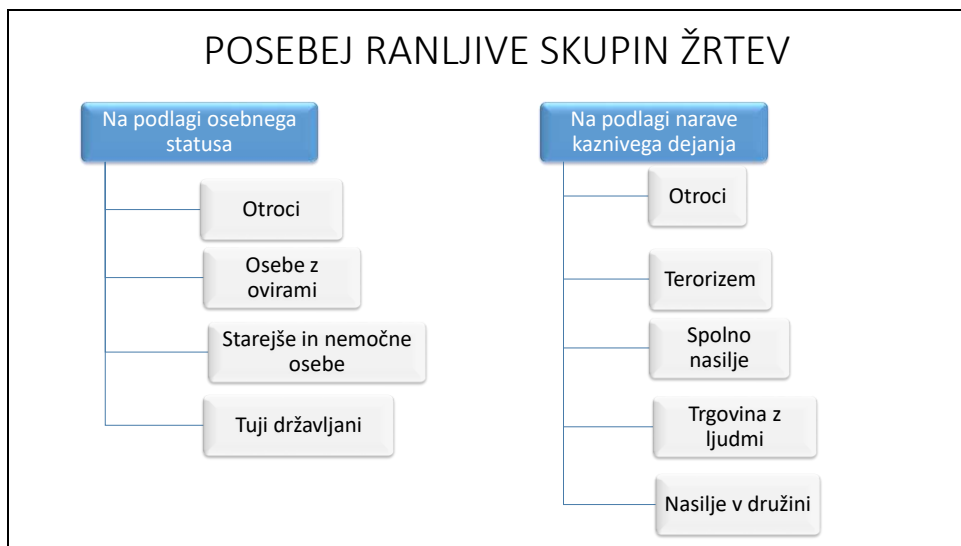 POSEBEJ RANLJIVE SKUPIN ŽRTEV
Na podlagi osebnega
statusa
Otroci
Osebe z
ovirami
Starejše in nemočne
osebe
Tuji državljani
Na podlagi narave
kaznivega dejanja
Otroci
Terorizem
Spolno
nasilje
Trgovina z
ljudmi
Nasilje v družini